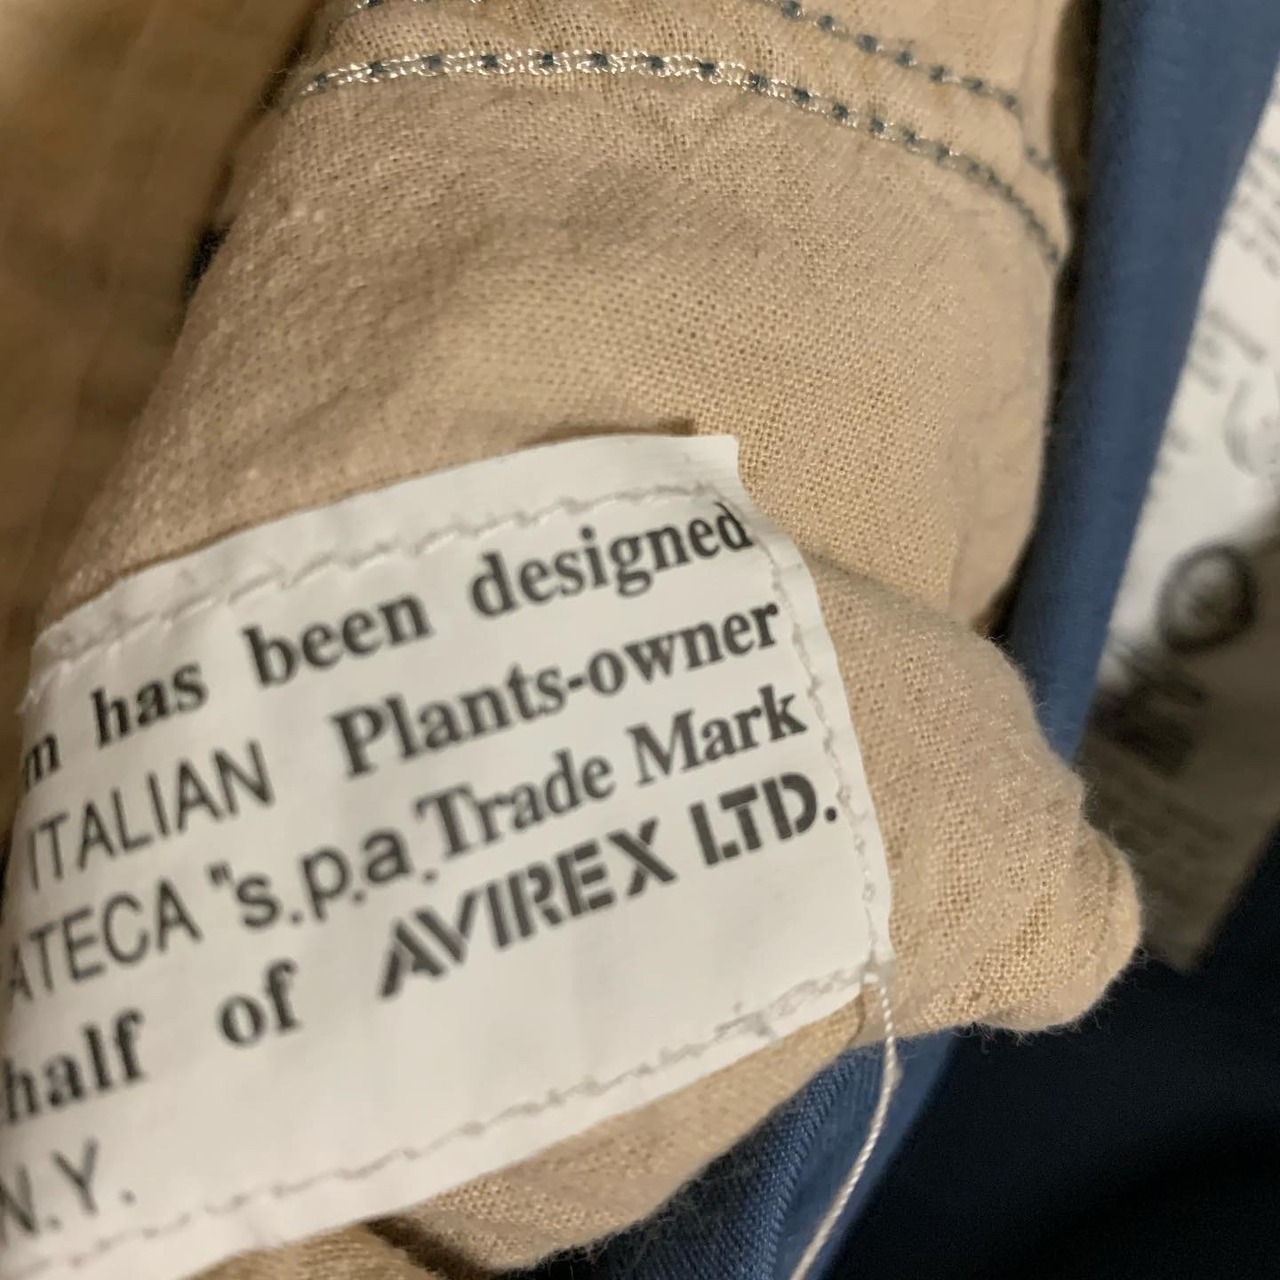 has been designed
ITALIAN Plants-owner
ATECA "s.p.a. Trade Mark
half of AVIREX LTD.
N.Y.